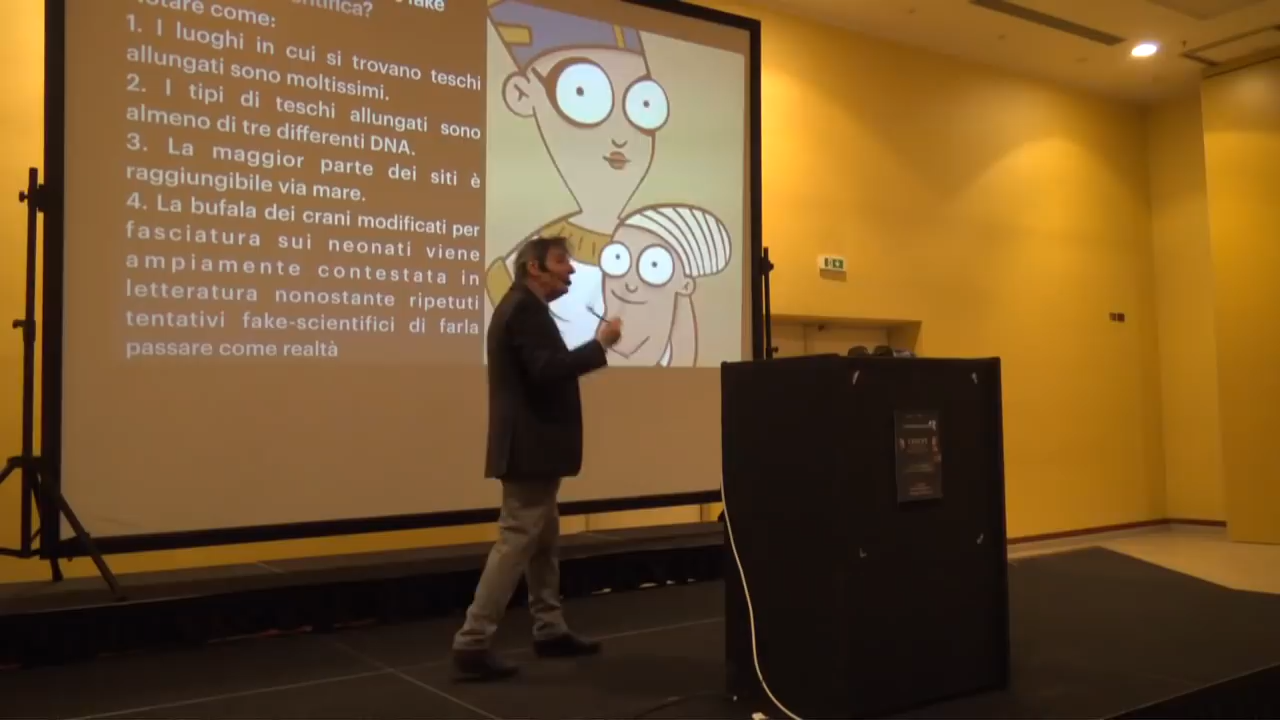 fake
entifica?
notare come:
1. I luoghi in cui si trovano teschi
allungati sono moltissimi.
2. I tipi di teschi allungati sono
almeno di tre differenti DNA.
3. La maggior parte dei siti è
raggiungibile via mare.
4. La bufala dei crani modificati per
fasciatura sui neonati viene
ampiamente contestata in
letteratura nonostante ripetuti
tentativi fake-scientifici di farla
passare come realtà